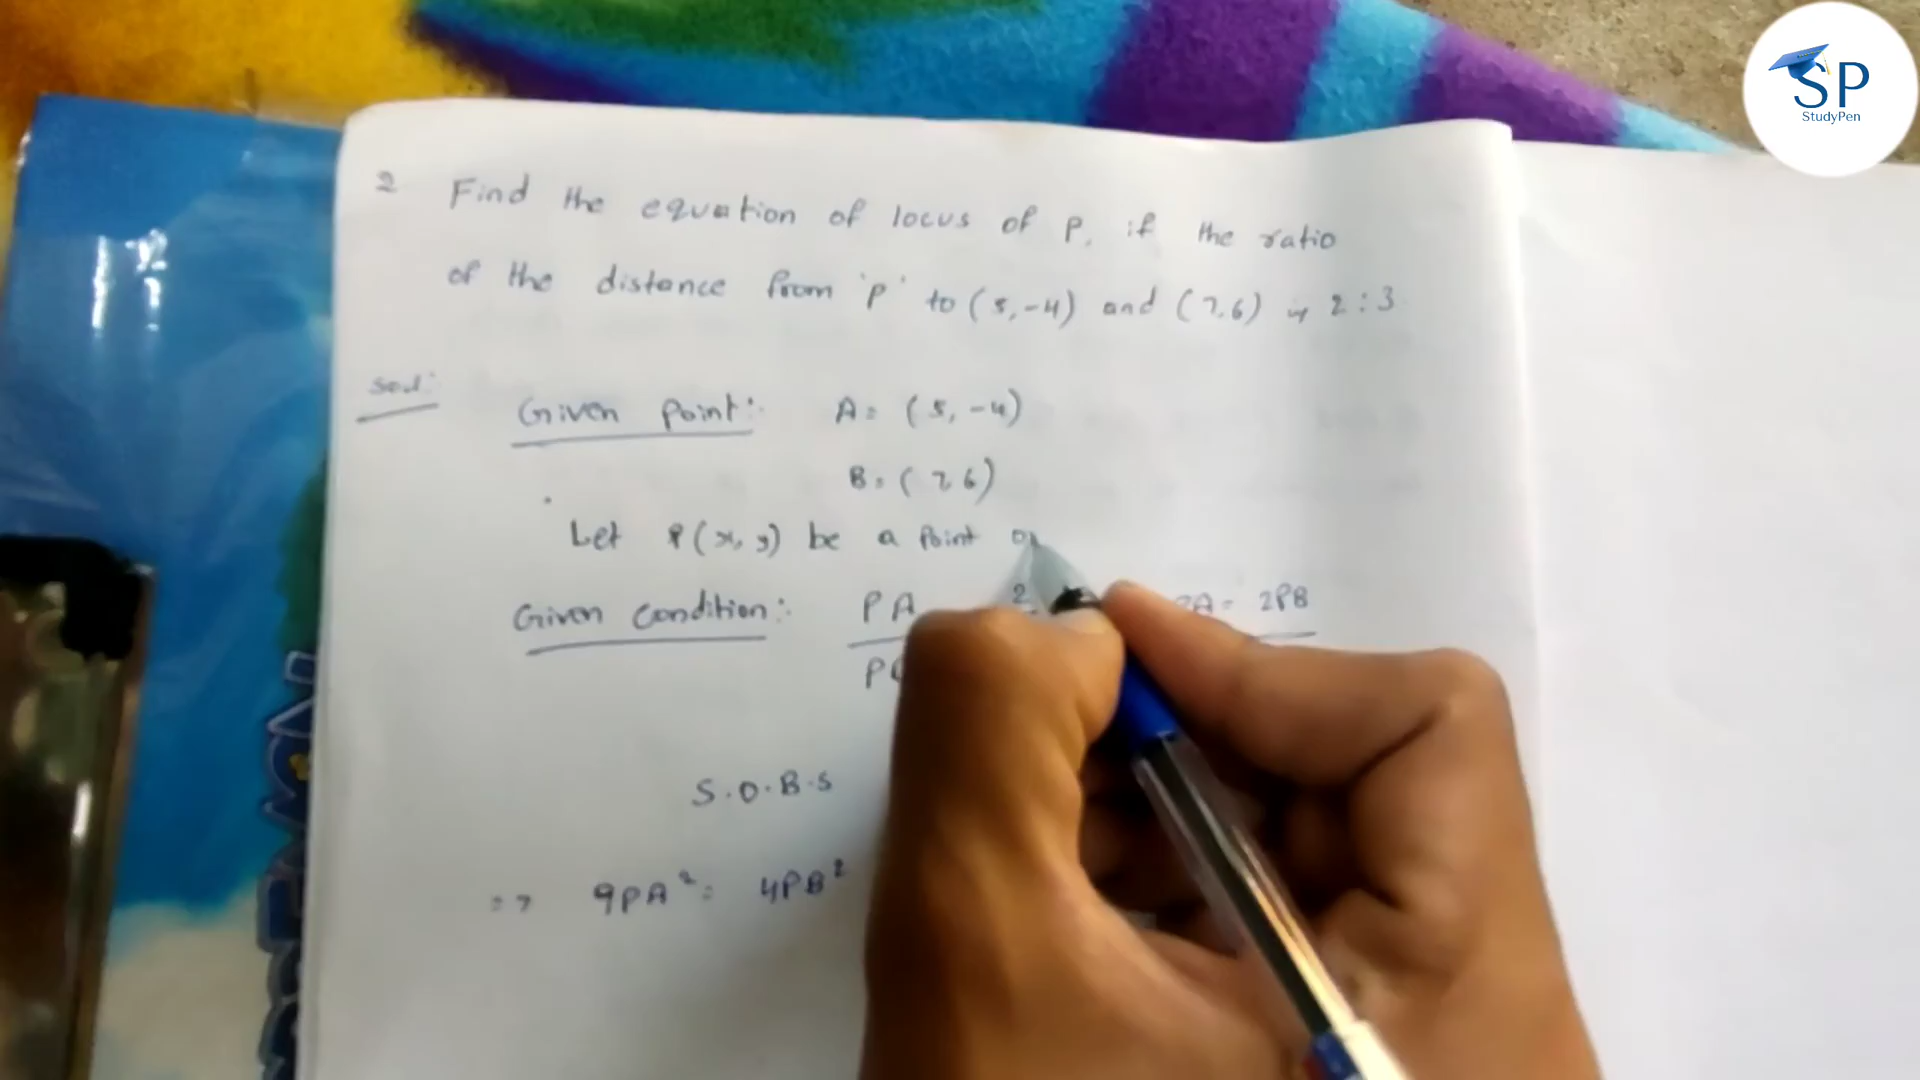 SP
StudyPen
2 Find the equation of locus of P, if the ratio
of the distance from 'p' to (5,-4) and (7,6) is 2:3
Sol:
Given Point: A = (5, -4)
B = (7,6)
Let P(x, y) be a point on
Given Condition: PA 2 PA = 2PB
P
S.O.B.S
=> 9PA² = 4PB²